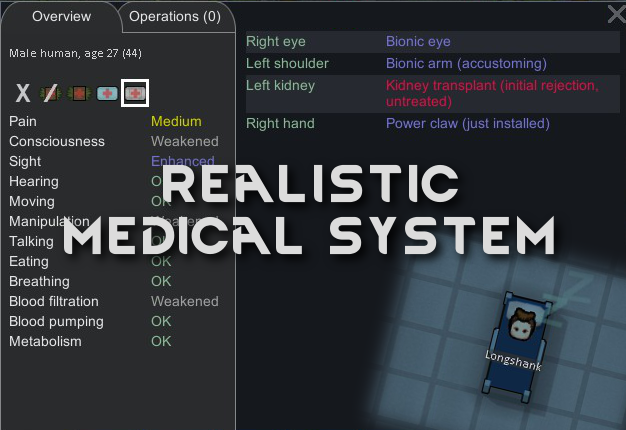 Overview
Operations (0)
Male human, age 27 (44)
Pain Medium
Consciousness Weakened
Sight Enhanced
Hearing OK
Moving OK
Manipulation Weakened
Talking OK
Eating OK
Breathing OK
Blood filtration Weakened
Blood pumping OK
Metabolism OK
Right eye Bionic eye
Left shoulder Bionic arm (accustoming)
Left kidney Kidney transplant (initial rejection,
untreated)
Right hand Power claw (just installed)
REALISTIC
MEDICAL SYSTEM
Z
Longshank